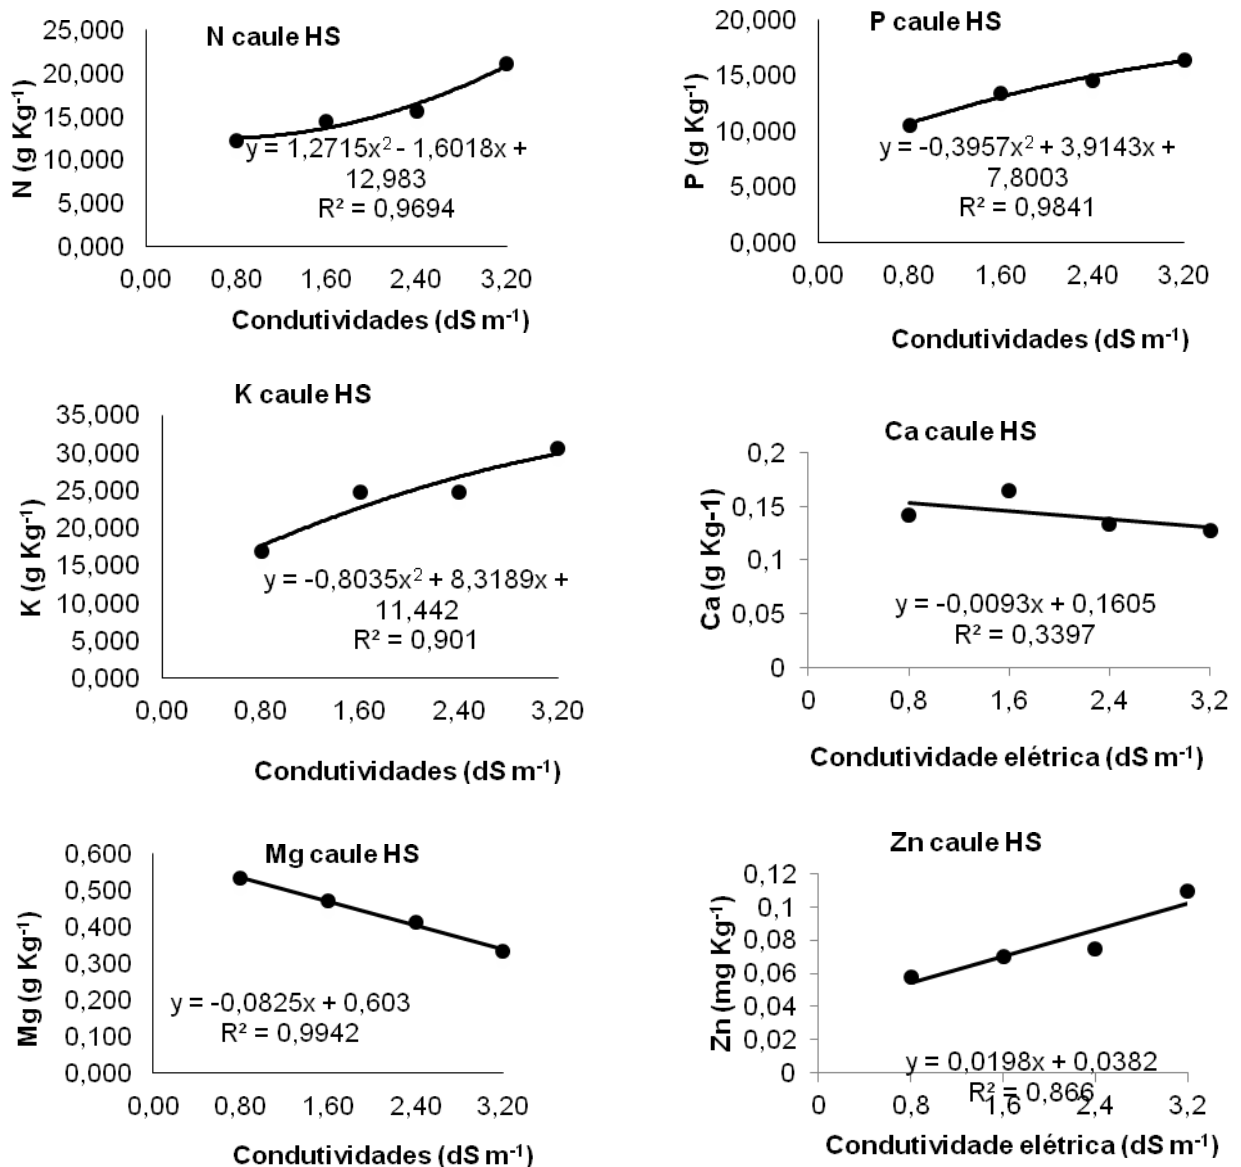 N caule HS
25,000
20,000
15,000
10,000
5,000
0,000
N (g Kg⁻¹)
y = 1,2715x² - 1,6018x +
12,983
R² = 0,9694
0,00 0,80 1,60 2,40 3,20
Condutividades (dS m⁻¹)
P caule HS
20,000
15,000
10,000
5,000
0,000
P (g Kg⁻¹)
y = -0,3957x² + 3,9143x +
7,8003
R² = 0,9841
0,00 0,80 1,60 2,40 3,20
Condutividades (dS m⁻¹)
K caule HS
35,000
30,000
25,000
20,000
15,000
10,000
5,000
0,000
K (g Kg⁻¹)
y = -0,8035x² + 8,3189x +
11,442
R² = 0,901
0,00 0,80 1,60 2,40 3,20
Condutividades (dS m⁻¹)
Ca caule HS
0,2
0,15
0,1
0,05
0
Ca (g Kg-1)
y = -0,0093x + 0,1605
R² = 0,3397
0 0,8 1,6 2,4 3,2
Condutividade elétrica (dS m⁻¹)
Mg caule HS
0,600
0,500
0,400
0,300
0,200
0,100
0,000
Mg (g Kg⁻¹)
y = -0,0825x + 0,603
R² = 0,9942
0,00 0,80 1,60 2,40 3,20
Condutividades (dS m⁻¹)
Zn caule HS
0,12
0,1
0,08
0,06
0,04
0,02
0
Zn (mg Kg⁻¹)
y = 0,0198x + 0,0382
R² = 0,866
0 0,8 1,6 2,4 3,2
Condutividade elétrica (dS m⁻¹)